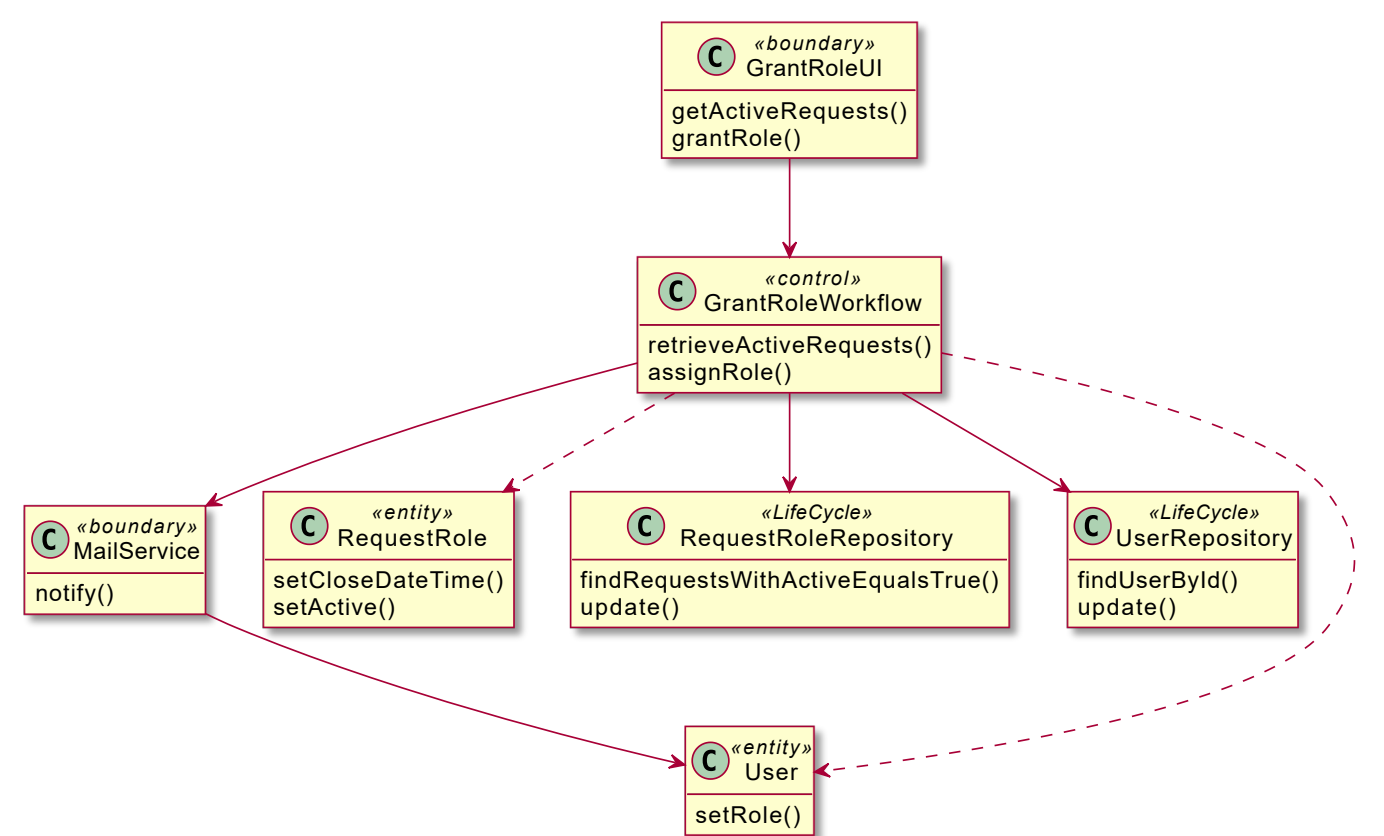 C
«boundary»
GrantRoleUI
getActiveRequests()
grantRole()
C
«control»
GrantRoleWorkflow
retrieveActiveRequests()
assignRole()
C
«boundary»
MailService
notify()
C
«entity»
RequestRole
setCloseDateTime()
setActive()
C
«LifeCycle»
RequestRoleRepository
findRequestsWithActiveEqualsTrue()
update()
C
«LifeCycle»
UserRepository
findUserById()
update()
C
«entity»
User
setRole()